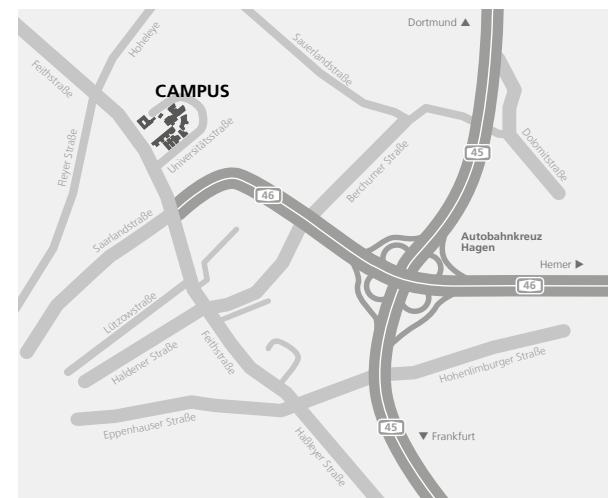 Dortmund ▲
Hoheleye
Sauerlandstraße
Feithstraße
CAMPUS
Universitätsstraße
Reyer Straße
Dolomitstraße
45
Berchumer Straße
46
Saarlandstraße
Autobahnkreuz
Hagen
Hemer ▶
46
Lützowstraße
Haldener Straße
Feithstraße
Hohenlimburger Straße
Eppenhauser Straße
Haßleyer Straße
45
▼ Frankfurt